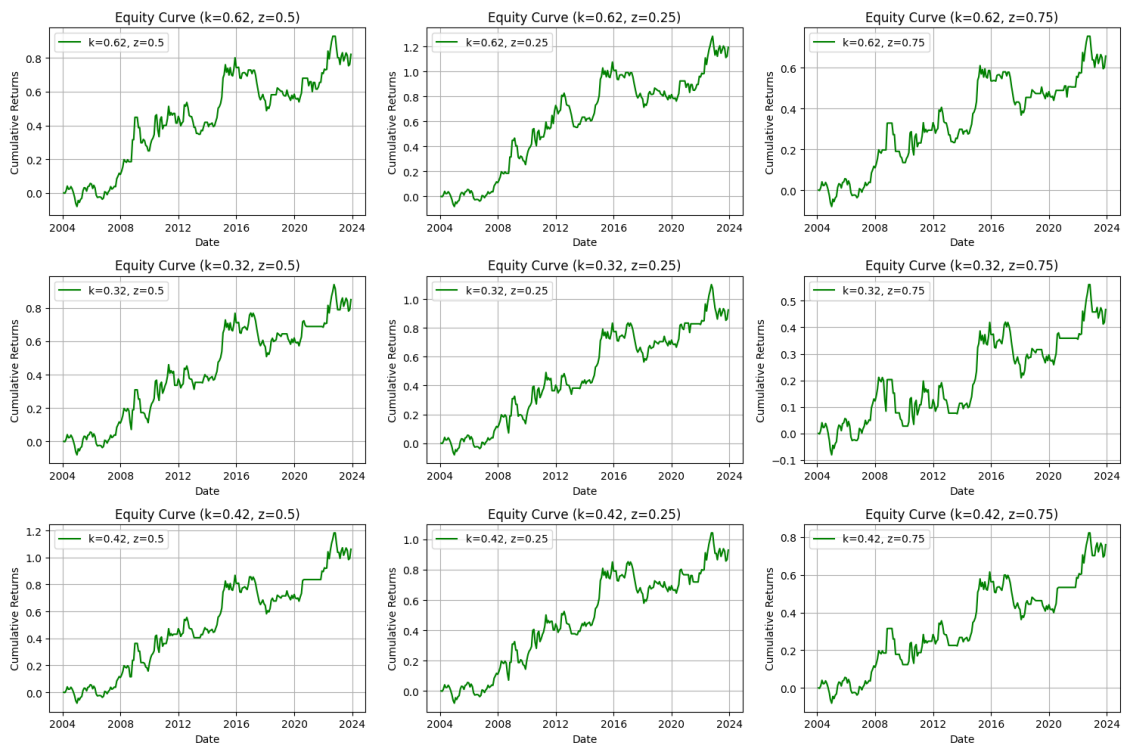 Equity Curve (k=0.62, z=0.5)
k=0.62, z=0.5
Cumulative Returns
0.8
0.6
0.4
0.2
0.0
2004 2008 2012 2016 2020 2024
Date
Equity Curve (k=0.62, z=0.25)
k=0.62, z=0.25
Cumulative Returns
1.2
1.0
0.8
0.6
0.4
0.2
0.0
2004 2008 2012 2016 2020 2024
Date
Equity Curve (k=0.62, z=0.75)
k=0.62, z=0.75
Cumulative Returns
0.6
0.4
0.2
0.0
2004 2008 2012 2016 2020 2024
Date
Equity Curve (k=0.32, z=0.5)
k=0.32, z=0.5
Cumulative Returns
0.8
0.6
0.4
0.2
0.0
2004 2008 2012 2016 2020 2024
Date
Equity Curve (k=0.32, z=0.25)
k=0.32, z=0.25
Cumulative Returns
1.0
0.8
0.6
0.4
0.2
0.0
2004 2008 2012 2016 2020 2024
Date
Equity Curve (k=0.32, z=0.75)
k=0.32, z=0.75
Cumulative Returns
0.5
0.4
0.3
0.2
0.1
0.0
−0.1
2004 2008 2012 2016 2020 2024
Date
Equity Curve (k=0.42, z=0.5)
k=0.42, z=0.5
Cumulative Returns
1.2
1.0
0.8
0.6
0.4
0.2
0.0
2004 2008 2012 2016 2020 2024
Date
Equity Curve (k=0.42, z=0.25)
k=0.42, z=0.25
Cumulative Returns
1.0
0.8
0.6
0.4
0.2
0.0
2004 2008 2012 2016 2020 2024
Date
Equity Curve (k=0.42, z=0.75)
k=0.42, z=0.75
Cumulative Returns
0.8
0.6
0.4
0.2
0.0
2004 2008 2012 2016 2020 2024
Date